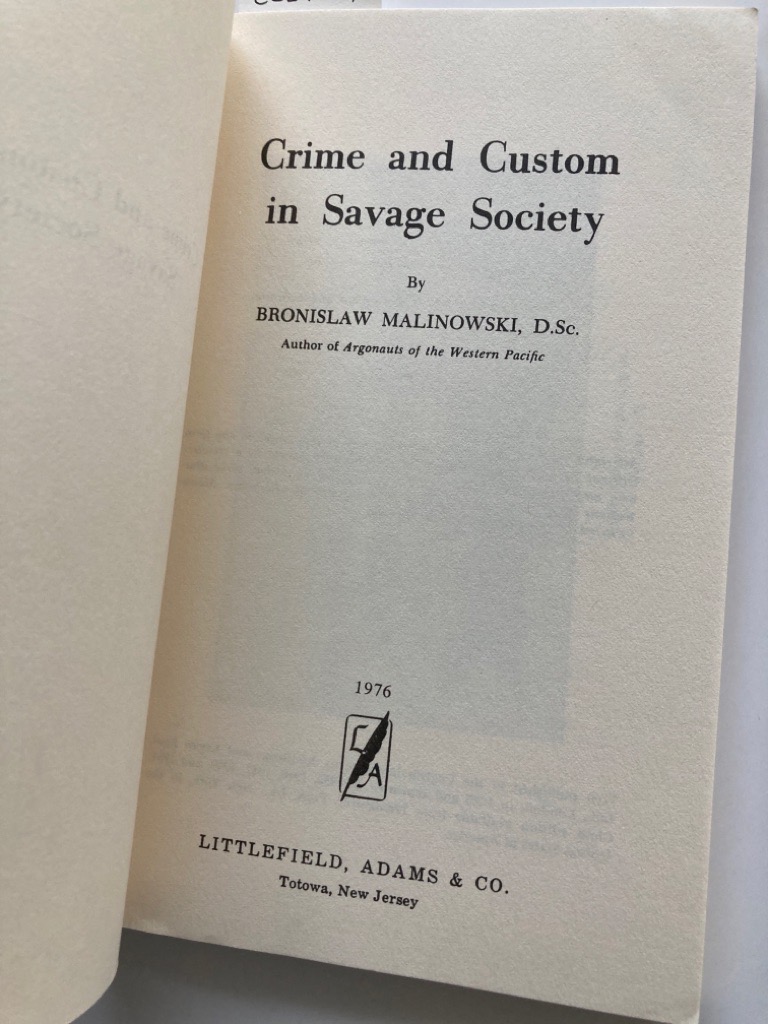 Crime and Custom
in Savage Society
By
BRONISLAW MALINOWSKI, D.Sc.
Author of Argonauts of the Western Pacific
1976
L
A
LITTLEFIELD, ADAMS & CO.
Totowa, New Jersey